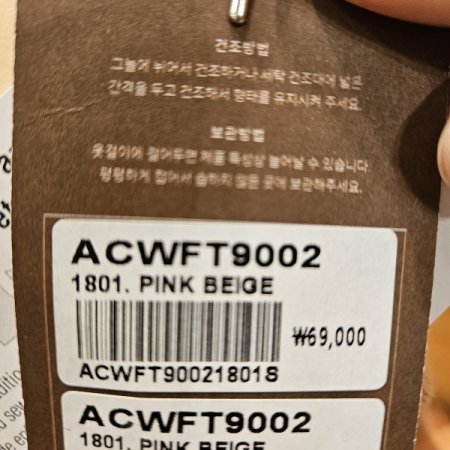 건조방법
그늘에 뉘어서 건조하거나 세탁 건조대에 넓은
간격을 두고 건조해서 형태를 유지시켜 주세요.
보관방법
옷걸이에 걸어두면 제품 특성상 늘어날 수 있습니다
평평하게 접어서 습하지 않은 곳에 보관해주세요.
ACWFT9002
1801. PINK BEIGE
₩69,000
ACWFT90021801S
ACWFT9002
1801. PINK BEIGE